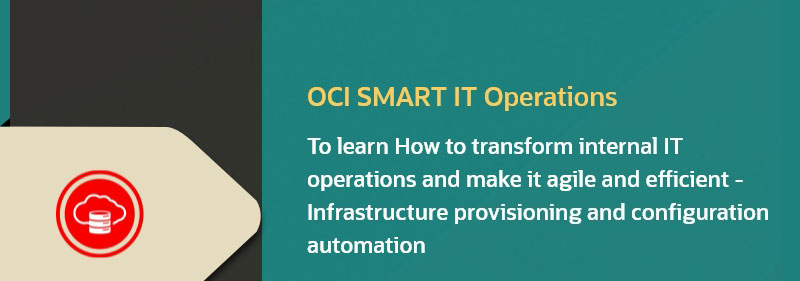 OCI SMART IT Operations
To learn How to transform internal IT
operations and make it agile and efficient -
Infrastructure provisioning and configuration
automation